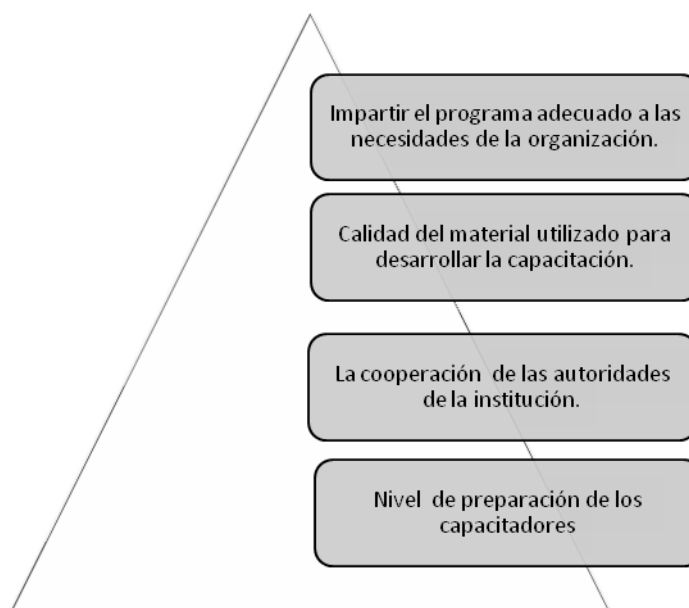 Impartir el programa adecuado a las
necesidades de la organización.
Calidad del material utilizado para
desarrollar la capacitación.
La cooperación de las autoridades
de la institución.
Nivel de preparación de los
capacitadores